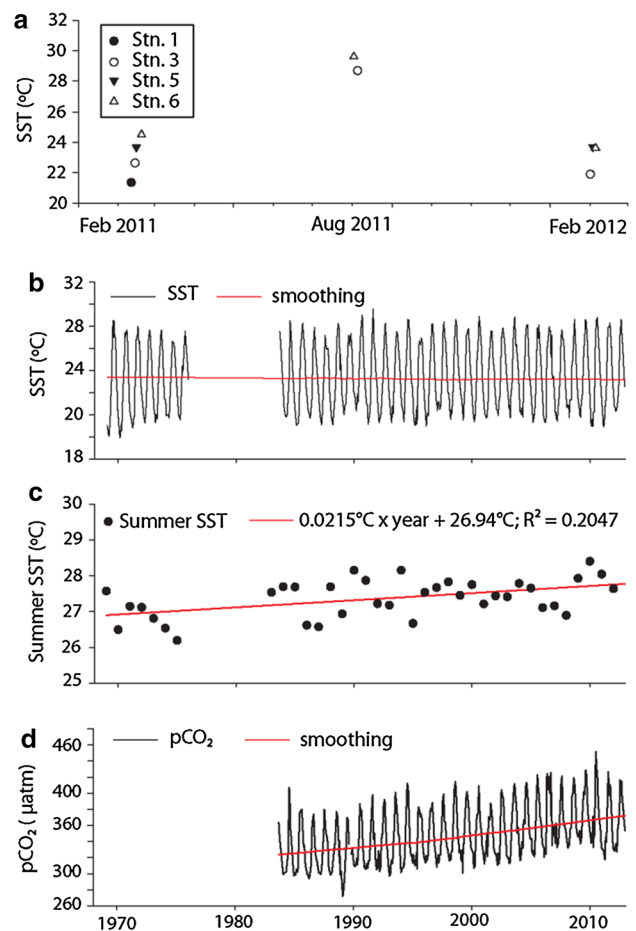 a
32
30
28
26
24
22
20
SST (ºC)
Stn. 1
Stn. 3
Stn. 5
Stn. 6
Feb 2011
Aug 2011
Feb 2012
b
32
28
24
20
18
SST (ºC)
SST
smoothing
c
30
29
28
27
26
25
Summer SST (ºC)
Summer SST
0.0215°C x year + 26.94°C; R² = 0.2047
d
460
400
360
300
260
pCO₂ ( μatm)
pCO₂
smoothing
1970
1980
1990
2000
2010